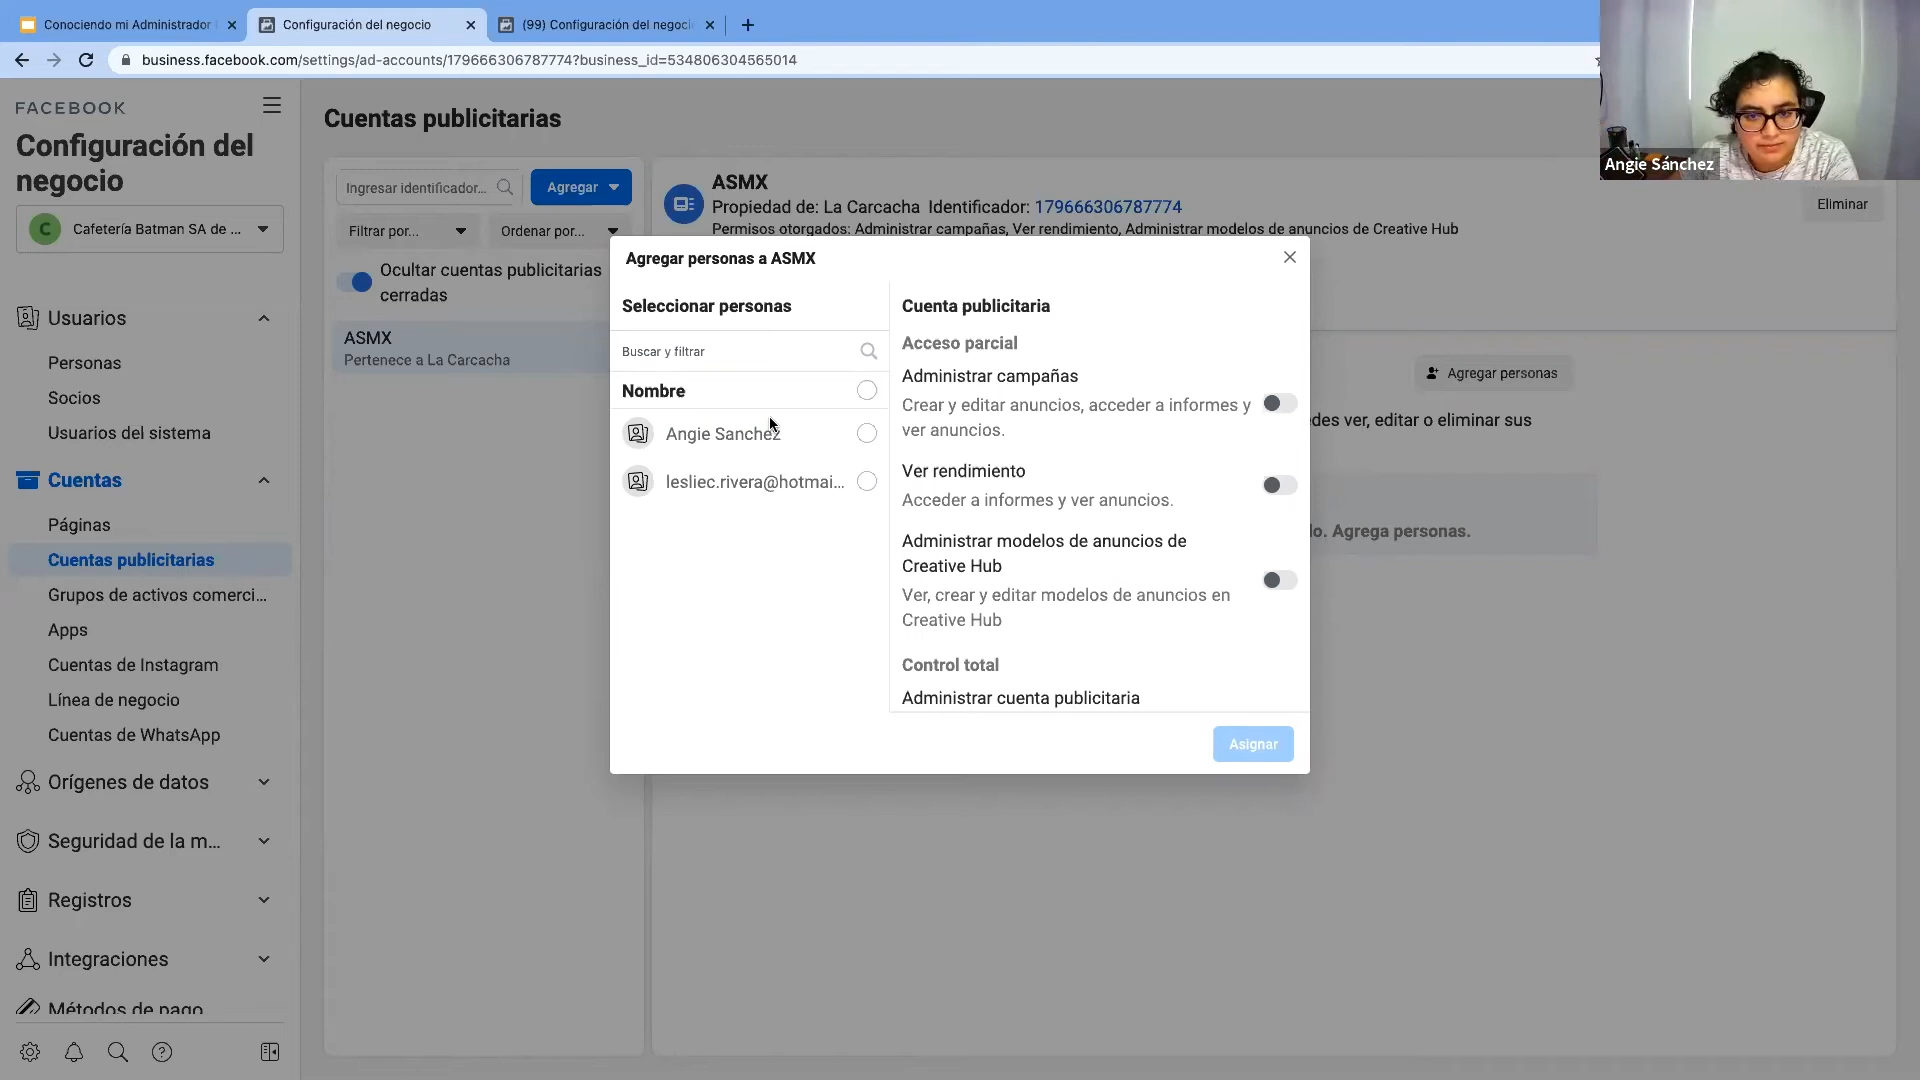 Conociendo mi Administrador
Configuración del negocio
(99) Configuración del negoci
business.facebook.com/settings/ad-accounts/179666306787774?business_id=534806304565014
Angie Sánchez
FACEBOOK
Configuración del
negocio
C
Cafetería Batman SA de ...
Usuarios
Personas
Socios
Usuarios del sistema
Cuentas
Páginas
Cuentas publicitarias
Grupos de activos comerci...
Apps
Cuentas de Instagram
Línea de negocio
Cuentas de WhatsApp
Orígenes de datos
Seguridad de la m...
Registros
Integraciones
Métodos de pago
Cuentas publicitarias
Ingresar identificador...
Agregar
Filtrar por...
Ordenar por...
Ocultar cuentas publicitarias
cerradas
ASMX
Pertenece a La Carcacha
ASMX
Propiedad de: La Carcacha Identificador: 179666306787774
Permisos otorgados: Administrar campañas, Ver rendimiento, Administrar modelos de anuncios de Creative Hub
Eliminar
Agregar personas
des ver, editar o eliminar sus
lo. Agrega personas.
Agregar personas a ASMX
Seleccionar personas
Buscar y filtrar
Nombre
Angie Sanchez
lesliec.rivera@hotmai...
Cuenta publicitaria
Acceso parcial
Administrar campañas
Crear y editar anuncios, acceder a informes y
ver anuncios.
Ver rendimiento
Acceder a informes y ver anuncios.
Administrar modelos de anuncios de
Creative Hub
Ver, crear y editar modelos de anuncios en
Creative Hub
Control total
Administrar cuenta publicitaria
Asignar